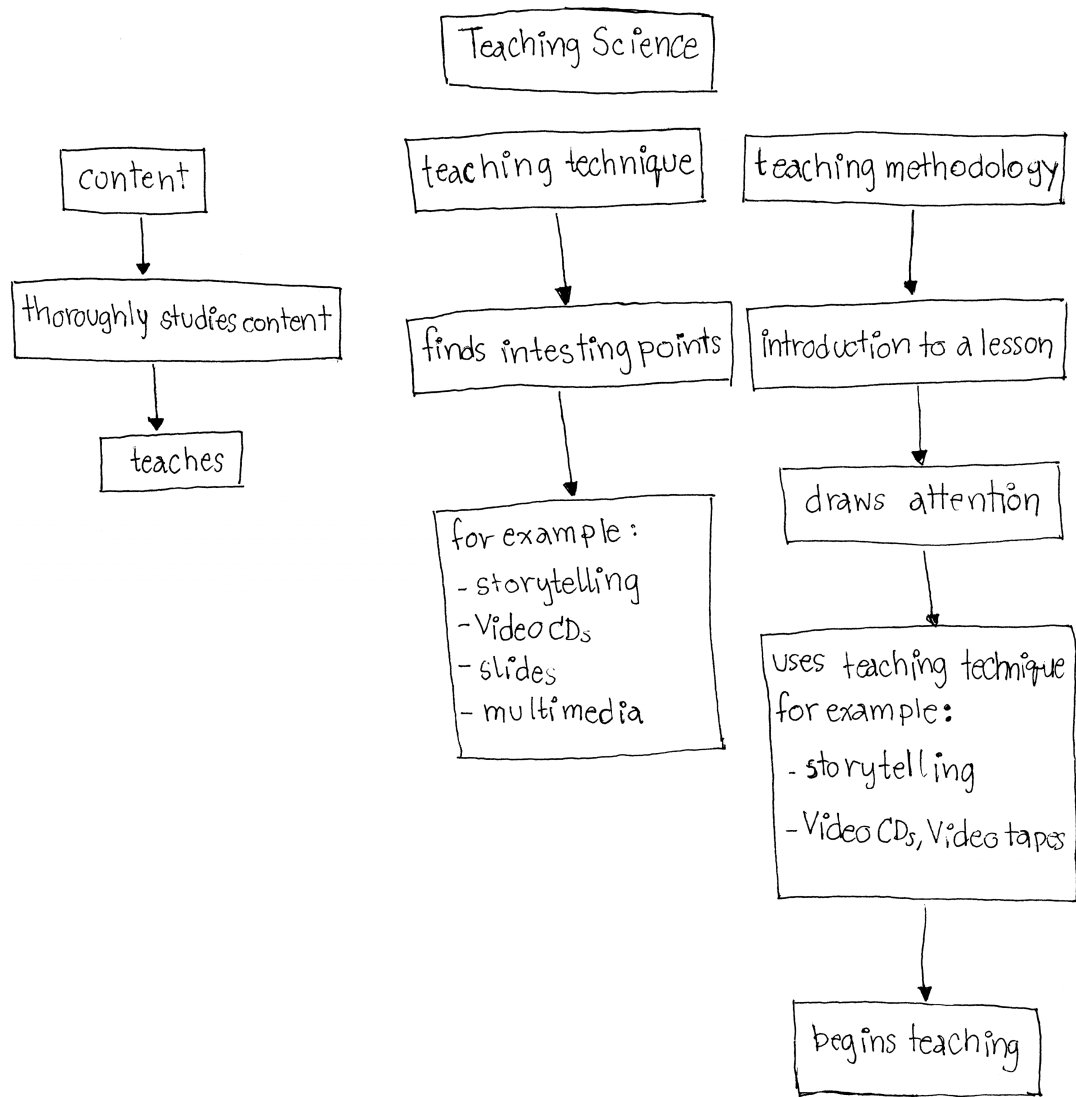 Teaching Science
content
thoroughly studies content
teaches
teaching technique
finds intesting points
for example :
- storytelling
- Video CDs
- slides
- multimedia
teaching methodology
introduction to a lesson
draws attention
uses teaching technique
for example :
- storytelling
- Video CDs, Video tapes
begins teaching